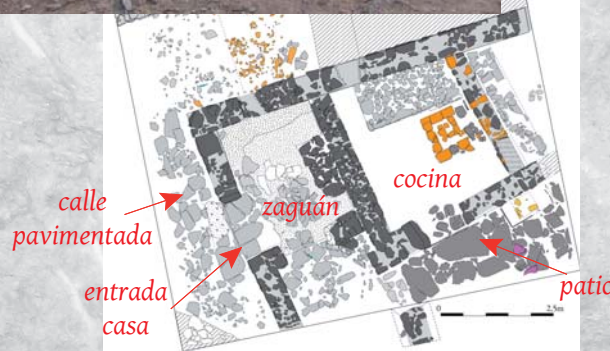 calle
pavimentada
entrada
casa
zaguán
cocina
patio
0 2,5m